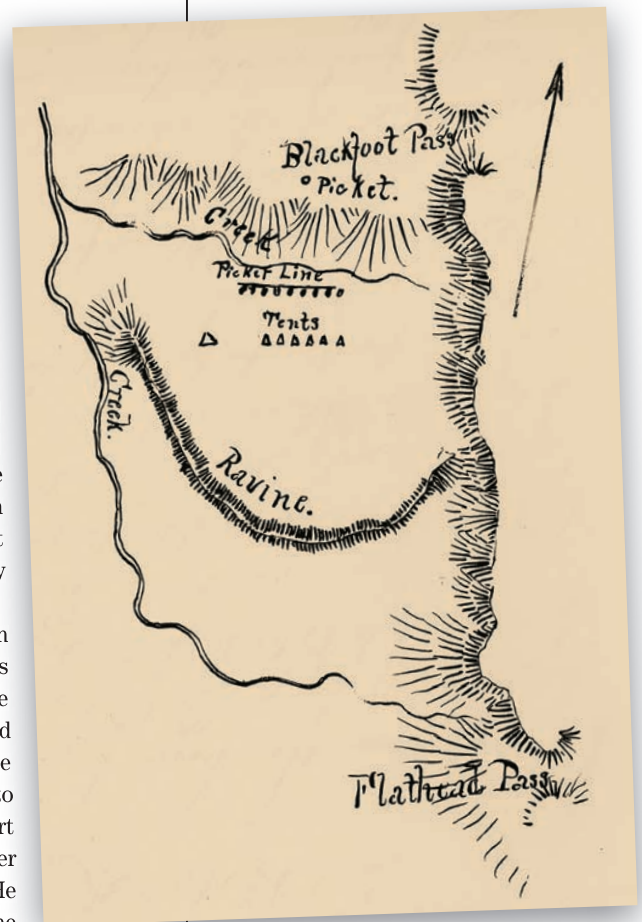 Blackfoot Pass
Picket.
Creek
Picket Line
Tents
Creek.
Ravine.
Flathead Pass